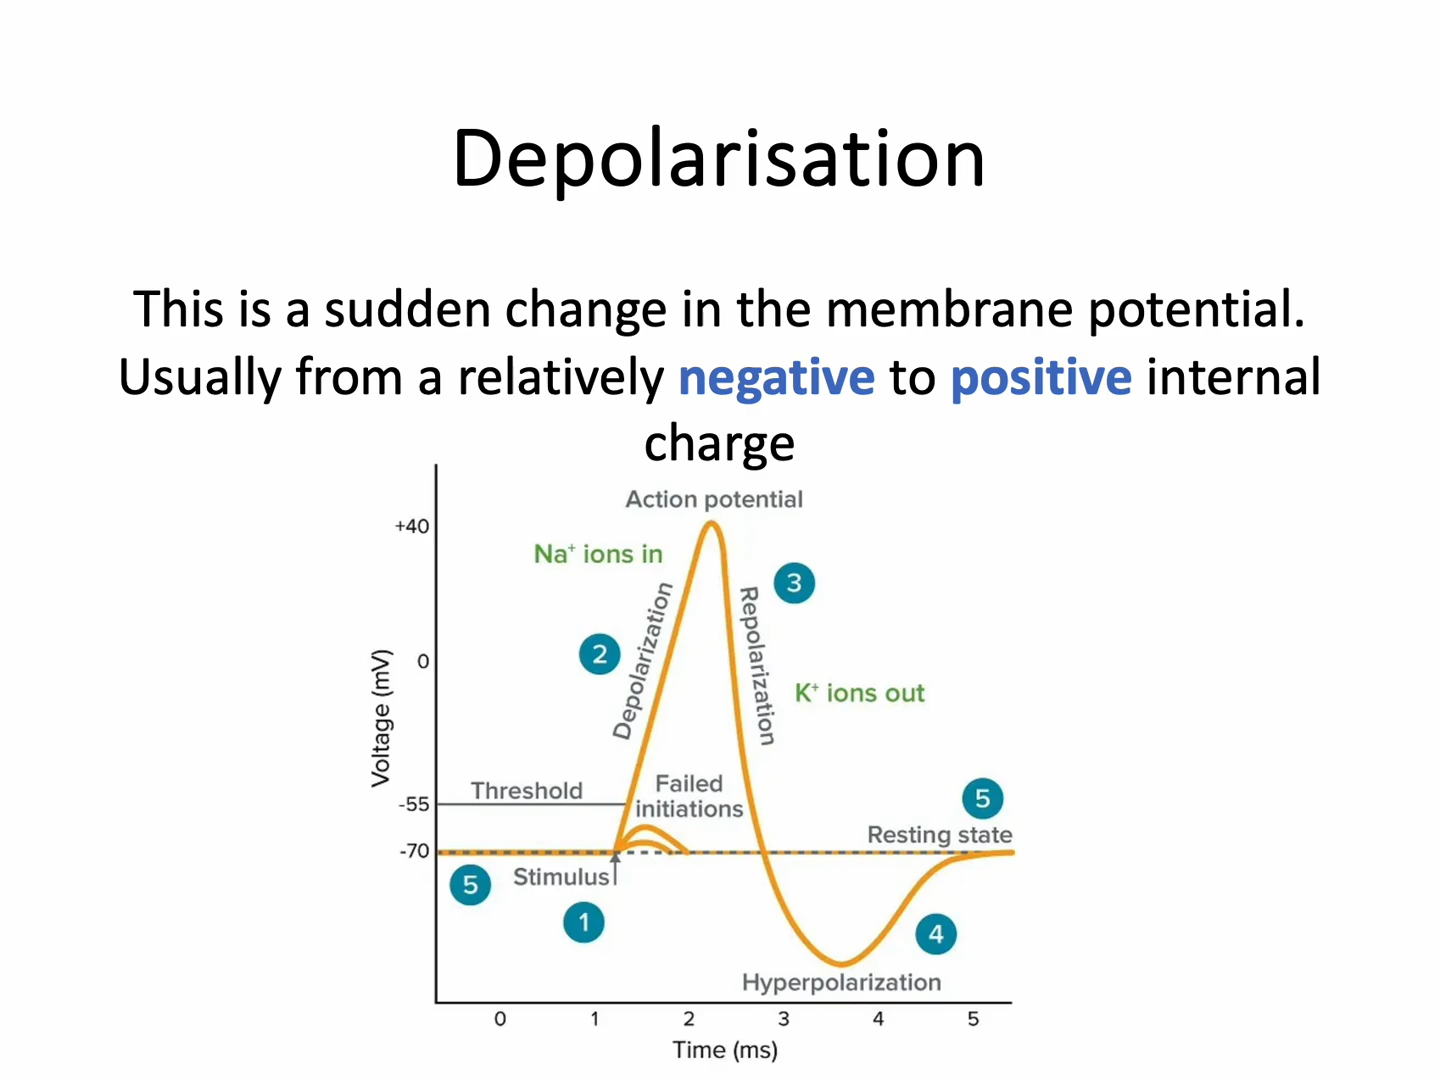 Depolarisation
This is a sudden change in the membrane potential.
Usually from a relatively negative to positive internal
charge
Action potential
+40
Na⁺ ions in
3
Depolarization
Repolarization
2
0
K⁺ ions out
Voltage (mV)
Threshold
Failed
initiations
-55
5
Resting state
-70
Stimulus
5
1
4
Hyperpolarization
0 1 2 3 4 5
Time (ms)